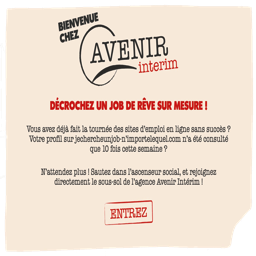 BIENVENUE
CHEZ
AVENIR
interim
DÉCROCHEZ UN JOB DE RÊVE SUR MESURE !
Vous avez déjà fait la tournée des sites d'emploi en ligne sans succès ?
Votre profil sur jechercheunjob-n'importelequel.com n'a été consulté
que 10 fois cette semaine ?
N'attendez plus ! Sautez dans l'ascenseur social, et rejoignez
directement le sous-sol de l'agence Avenir Intérim !
ENTREZ